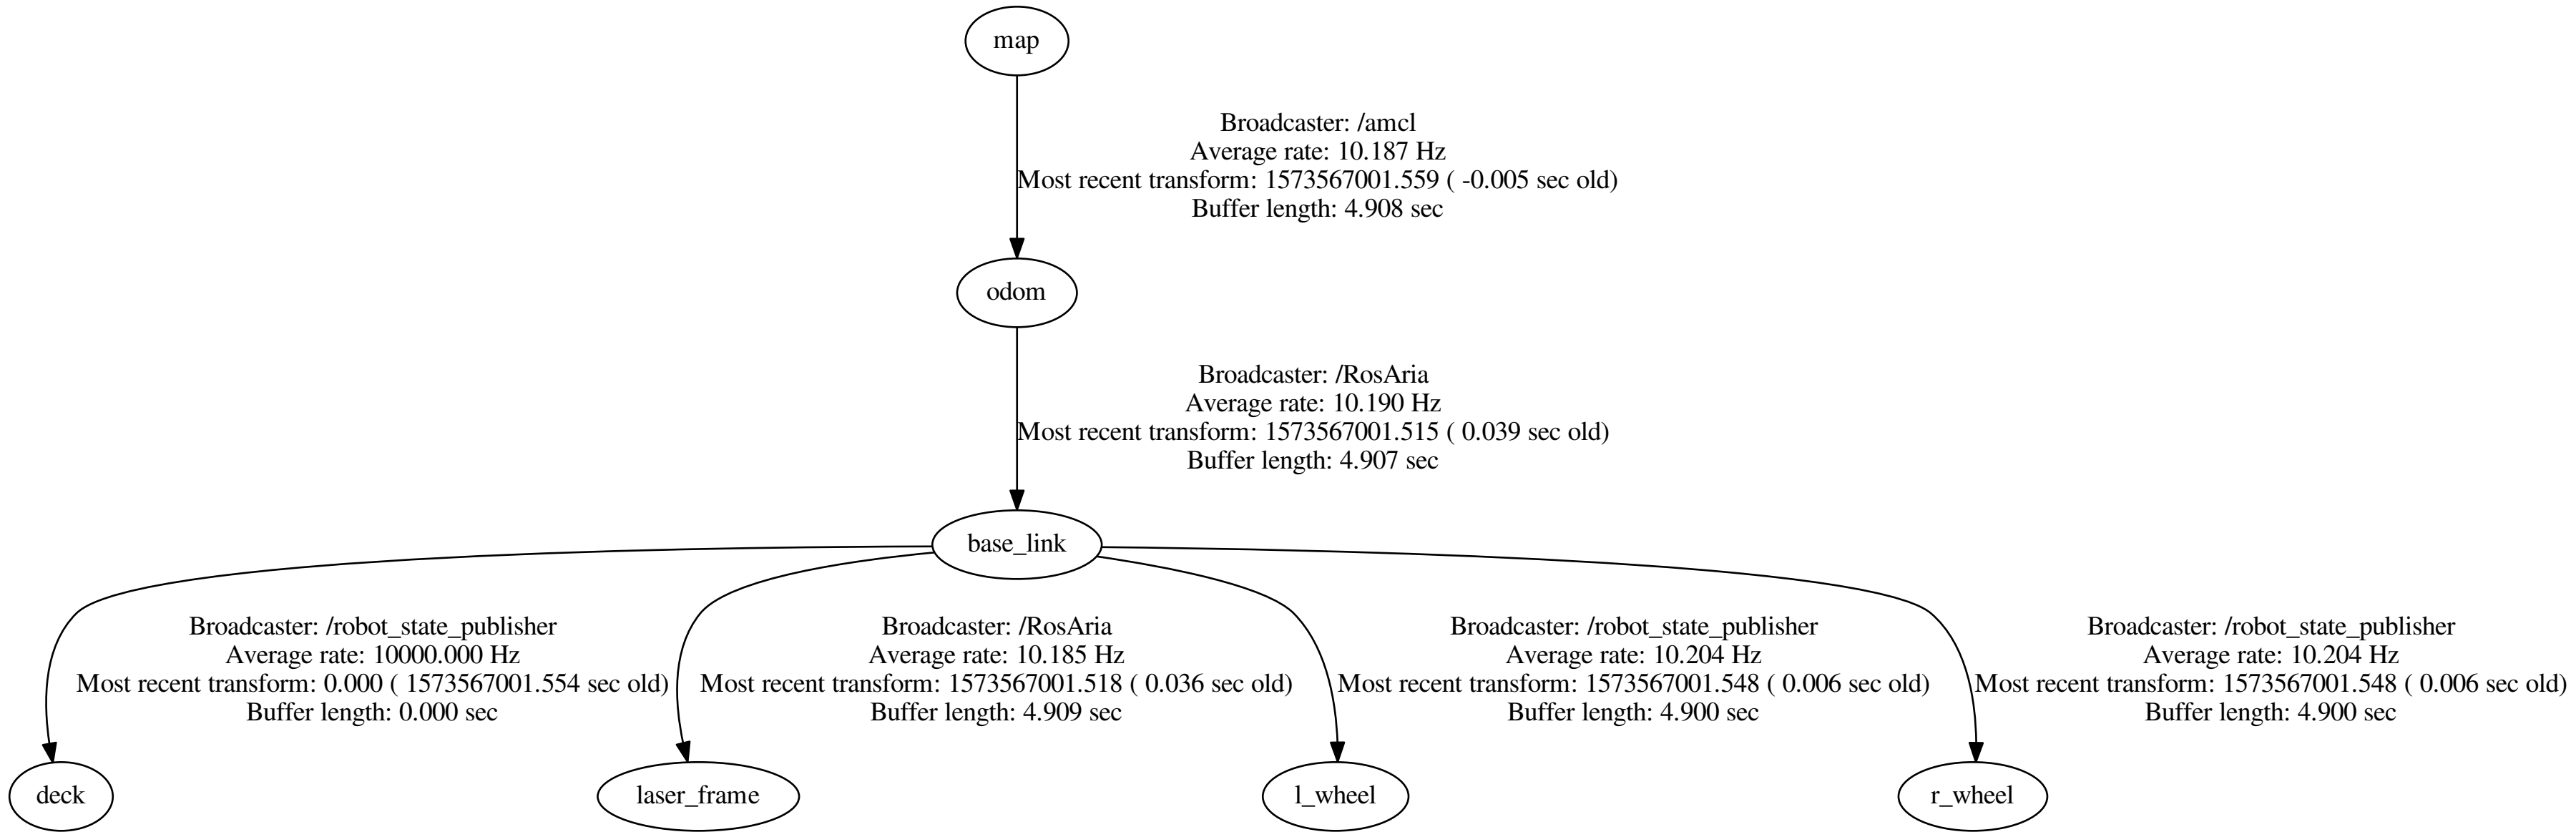 map
Broadcaster: /amcl
Average rate: 10.187 Hz
Most recent transform: 1573567001.559 ( -0.005 sec old)
Buffer length: 4.908 sec
odom
Broadcaster: /RosAria
Average rate: 10.190 Hz
Most recent transform: 1573567001.515 ( 0.039 sec old)
Buffer length: 4.907 sec
base_link
Broadcaster: /robot_state_publisher
Average rate: 10000.000 Hz
Most recent transform: 0.000 ( 1573567001.554 sec old)
Buffer length: 0.000 sec
Broadcaster: /RosAria
Average rate: 10.185 Hz
Most recent transform: 1573567001.518 ( 0.036 sec old)
Buffer length: 4.909 sec
Broadcaster: /robot_state_publisher
Average rate: 10.204 Hz
Most recent transform: 1573567001.548 ( 0.006 sec old)
Buffer length: 4.900 sec
Broadcaster: /robot_state_publisher
Average rate: 10.204 Hz
Most recent transform: 1573567001.548 ( 0.006 sec old)
Buffer length: 4.900 sec
deck
laser_frame
l_wheel
r_wheel